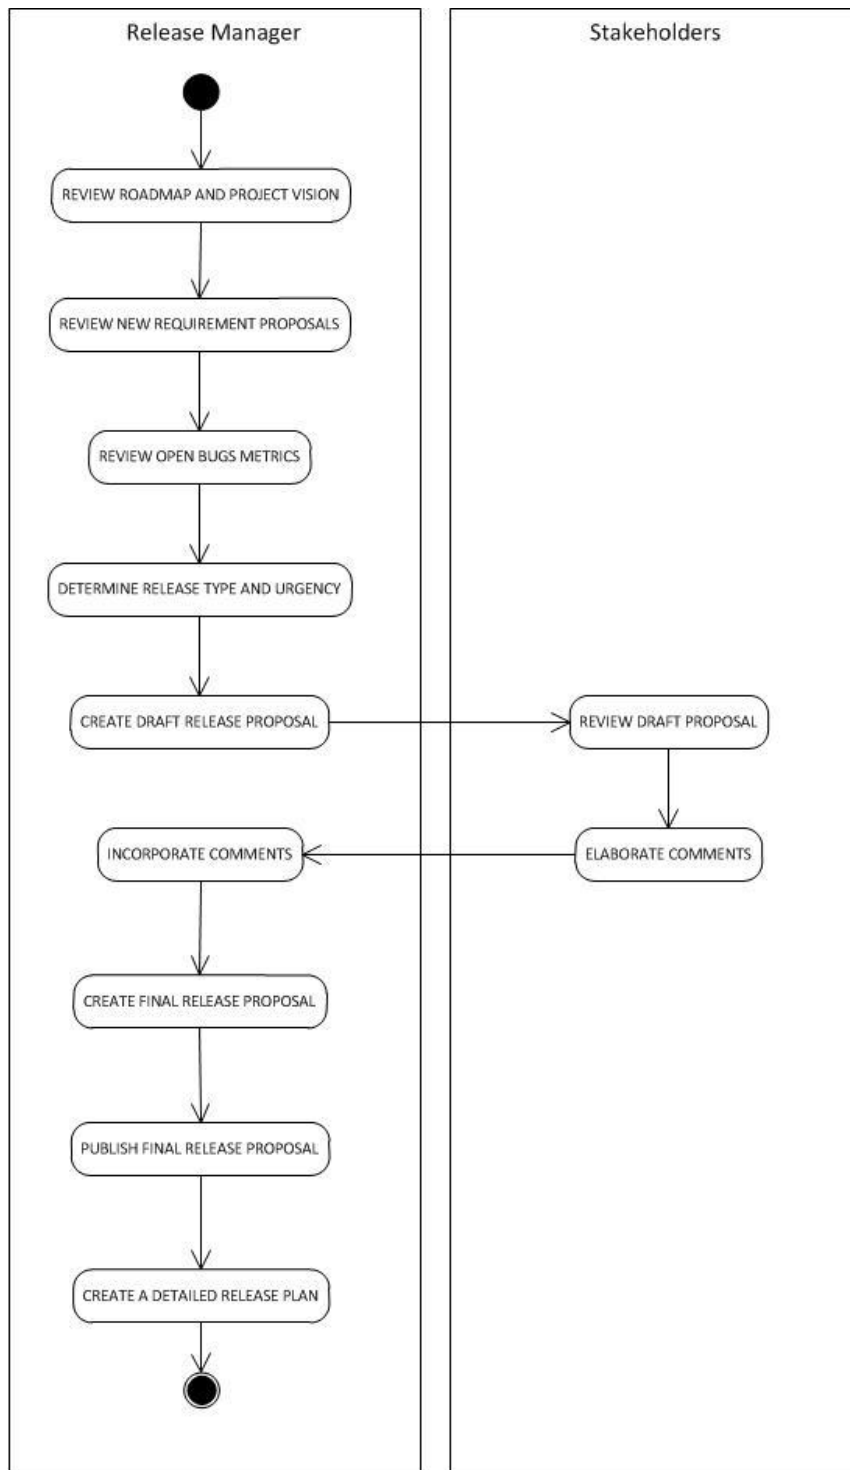 Release Manager
Stakeholders
REVIEW ROADMAP AND PROJECT VISION
REVIEW NEW REQUIREMENT PROPOSALS
REVIEW OPEN BUGS METRICS
DETERMINE RELEASE TYPE AND URGENCY
CREATE DRAFT RELEASE PROPOSAL
REVIEW DRAFT PROPOSAL
ELABORATE COMMENTS
INCORPORATE COMMENTS
CREATE FINAL RELEASE PROPOSAL
PUBLISH FINAL RELEASE PROPOSAL
CREATE A DETAILED RELEASE PLAN